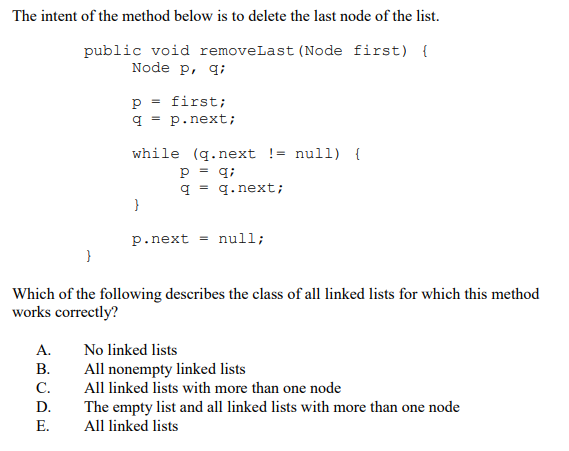 The intent of the method below is to delete the last node of the list.
public void removeLast(Node first) {
Node p, q;
p = first;
q = p.next;
while (q.next != null) {
p = q;
q = q.next;
}
p.next = null;
}
Which of the following describes the class of all linked lists for which this method
works correctly?
A. No linked lists
B. All nonempty linked lists
C. All linked lists with more than one node
D. The empty list and all linked lists with more than one node
E. All linked lists